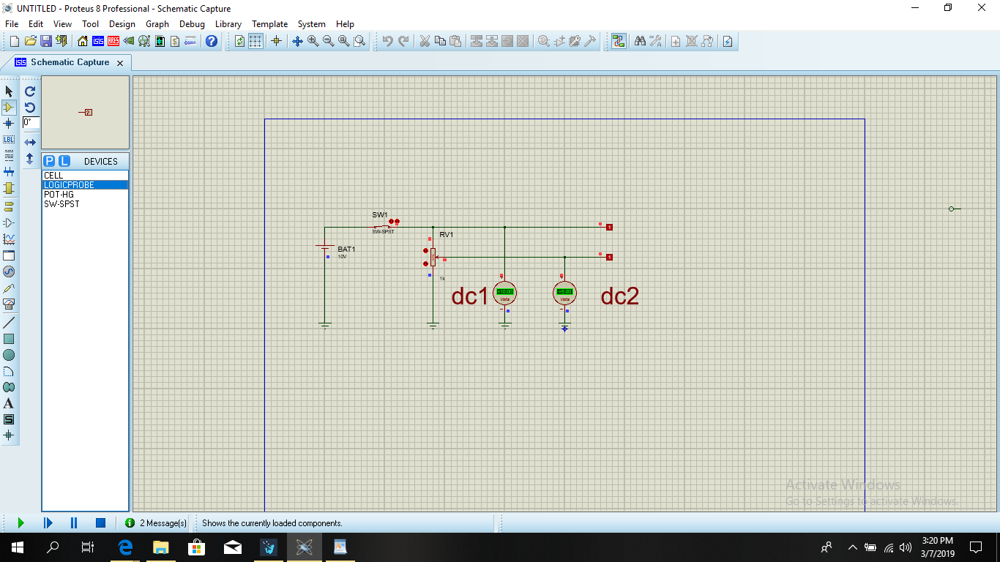 UNTITLED - Proteus 8 Professional - Schematic Capture
File Edit View Tool Design Graph Debug Library Template System Help
Schematic Capture
0°
LBL
P L DEVICES
CELL
LOGICPROBE
POT-HG
SW-SPST
SW1
SW-SPST
RV1
1
BAT1
10V
1
1k
dc1
+10.00
Volts
+5.00
Volts
dc2
A
S
Activate Windows
Go to Settings to activate Windows.
2 Message(s)
Shows the currently loaded components.
3:20 PM
3/7/2019